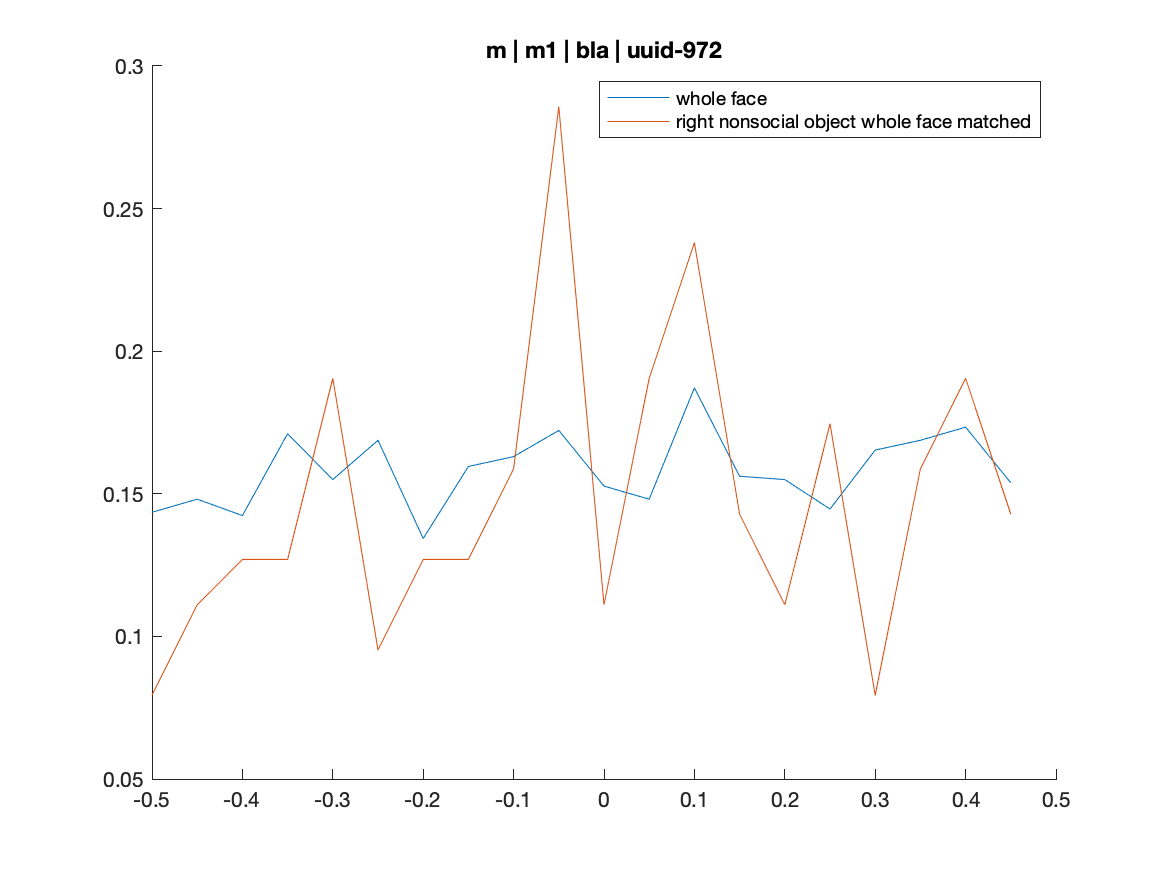 m | m1 | bla | uuid-972
whole face
right nonsocial object whole face matched
0.3
0.25
0.2
0.15
0.1
0.05
-0.5 -0.4 -0.3 -0.2 -0.1 0 0.1 0.2 0.3 0.4 0.5